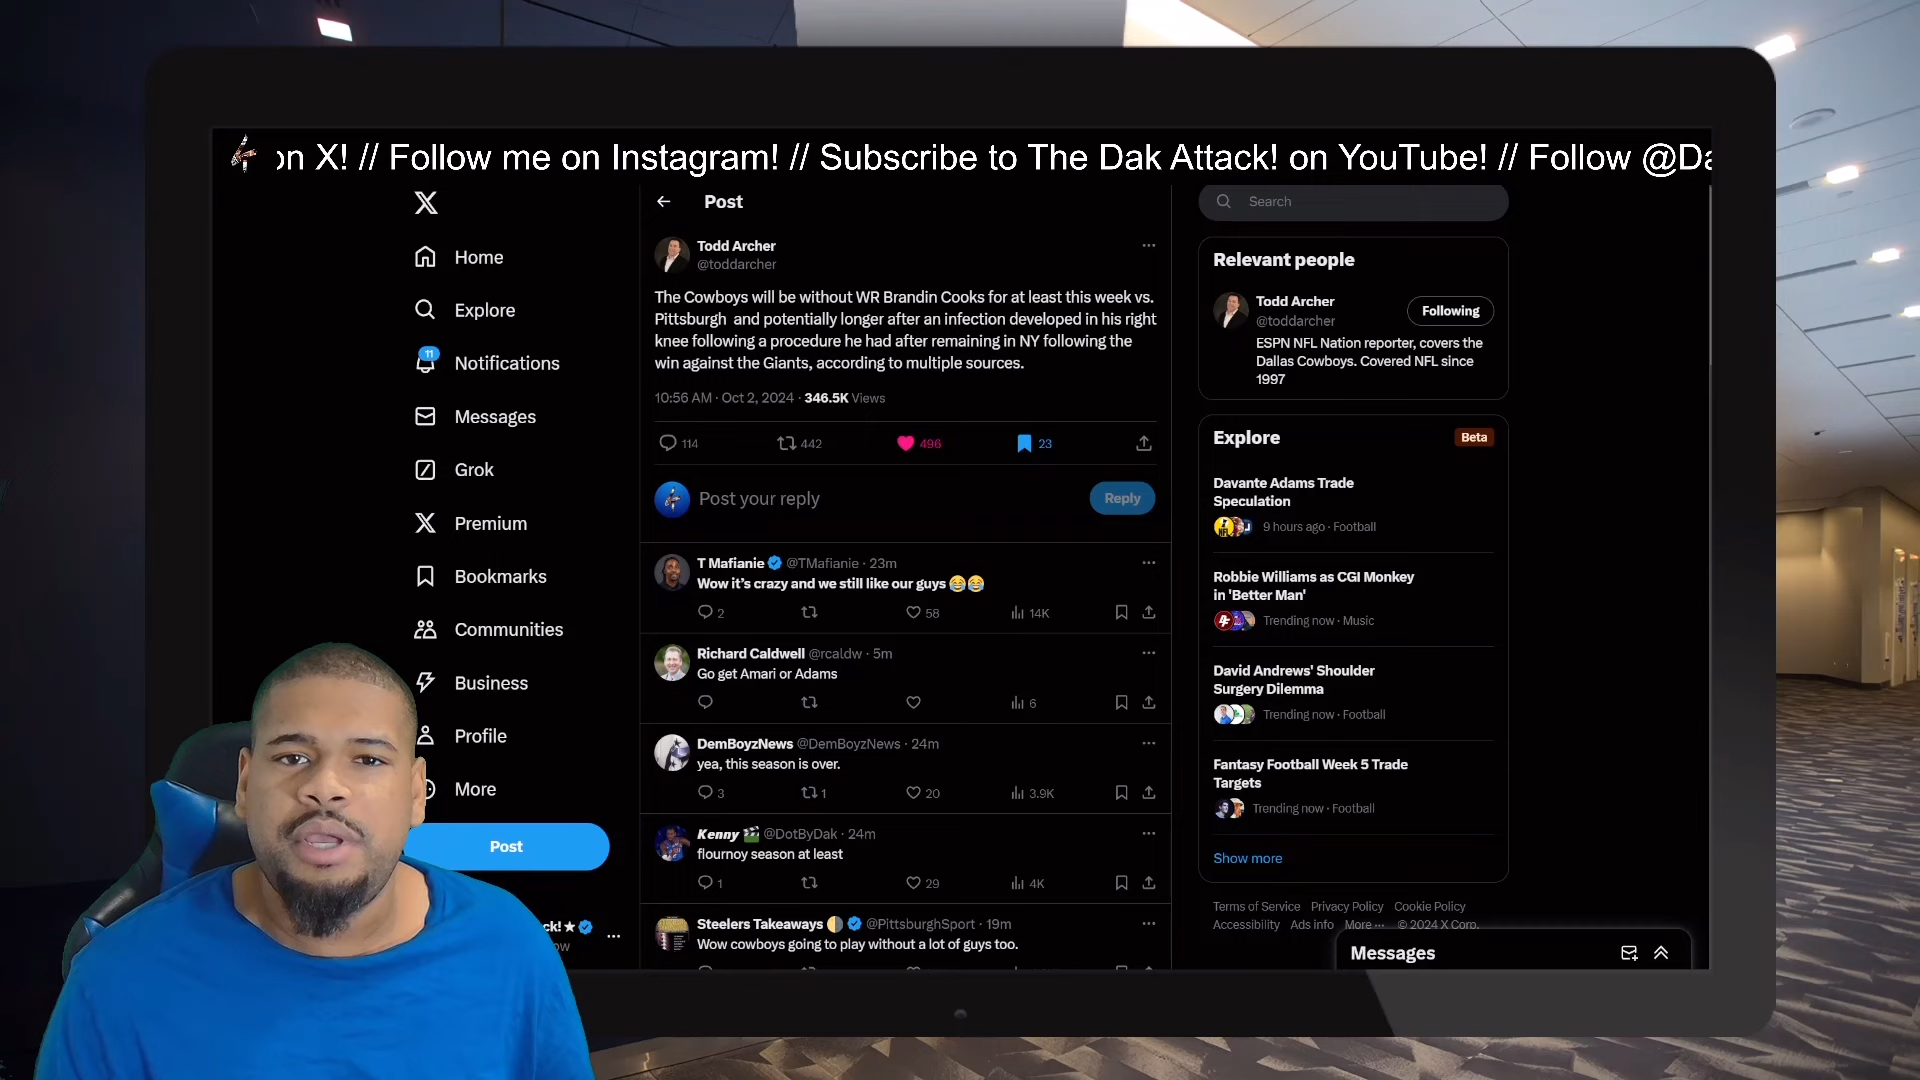 on X! // Follow me on Instagram! // Subscribe to The Dak Attack! on YouTube! // Follow
Home
Explore
11
Notifications
Messages
Grok
Premium
Bookmarks
Communities
Business
Profile
More
Post
Post
Todd Archer
@toddarcher
The Cowboys will be without WR Brandin Cooks for at least this week vs.
Pittsburgh and potentially longer after an infection developed in his right
knee following a procedure he had after remaining in NY following the
win against the Giants, according to multiple sources.
10:56 AM · Oct 2, 2024 · 346.5K Views
114 442 496 23
Post your reply
Reply
T Mafianie @TMafianie · 23m
Wow it's crazy and we still like our guys 😂😂
2 58 14K
Richard Caldwell @rcaldw · 5m
Go get Amari or Adams
6
DemBoyzNews @DemBoyzNews · 24m
yea, this season is over.
3 1 20 3.9K
Kenny 🎬 @DotByDak · 24m
flournoy season at least
1 29 4K
Steelers Takeaways 🌗 @PittsburghSport · 19m
Wow cowboys going to play without a lot of guys too.
Search
Relevant people
Todd Archer
@toddarcher
Following
ESPN NFL Nation reporter, covers the
Dallas Cowboys. Covered NFL since
1997
Explore
Beta
Davante Adams Trade
Speculation
9 hours ago · Football
Robbie Williams as CGI Monkey
in 'Better Man'
Trending now · Music
David Andrews' Shoulder
Surgery Dilemma
Trending now · Football
Fantasy Football Week 5 Trade
Targets
Trending now · Football
Show more
Terms of Service Privacy Policy Cookie Policy
Accessibility Ads info More ··· © 2024 X Corp.
Messages